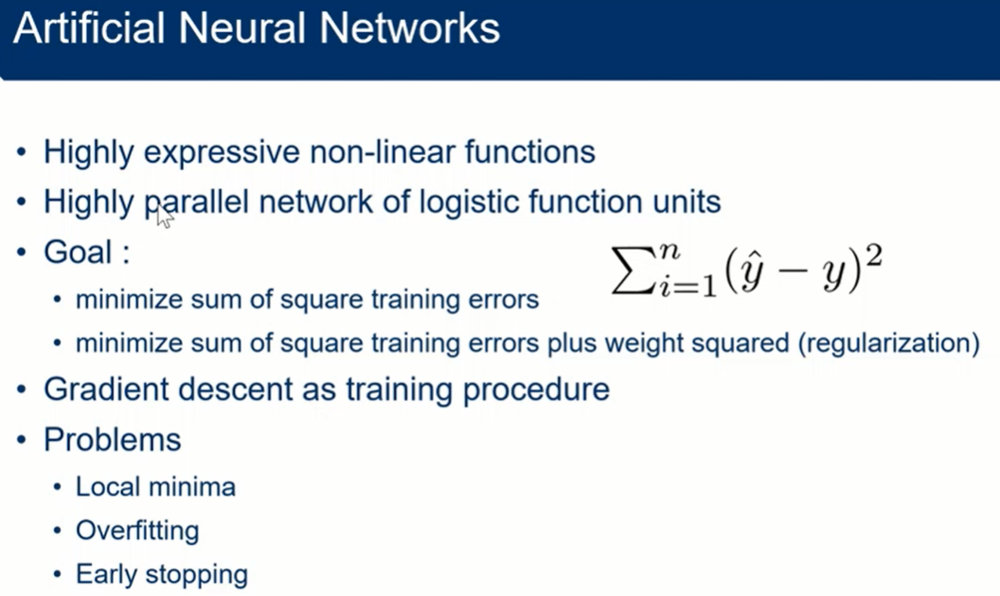 Artificial Neural Networks
• Highly expressive non-linear functions
• Highly parallel network of logistic function units
• Goal :
• minimize sum of square training errors
∑ⁿᵢ₌₁(ŷ − y)²
• minimize sum of square training errors plus weight squared (regularization)
• Gradient descent as training procedure
• Problems
• Local minima
• Overfitting
• Early stopping